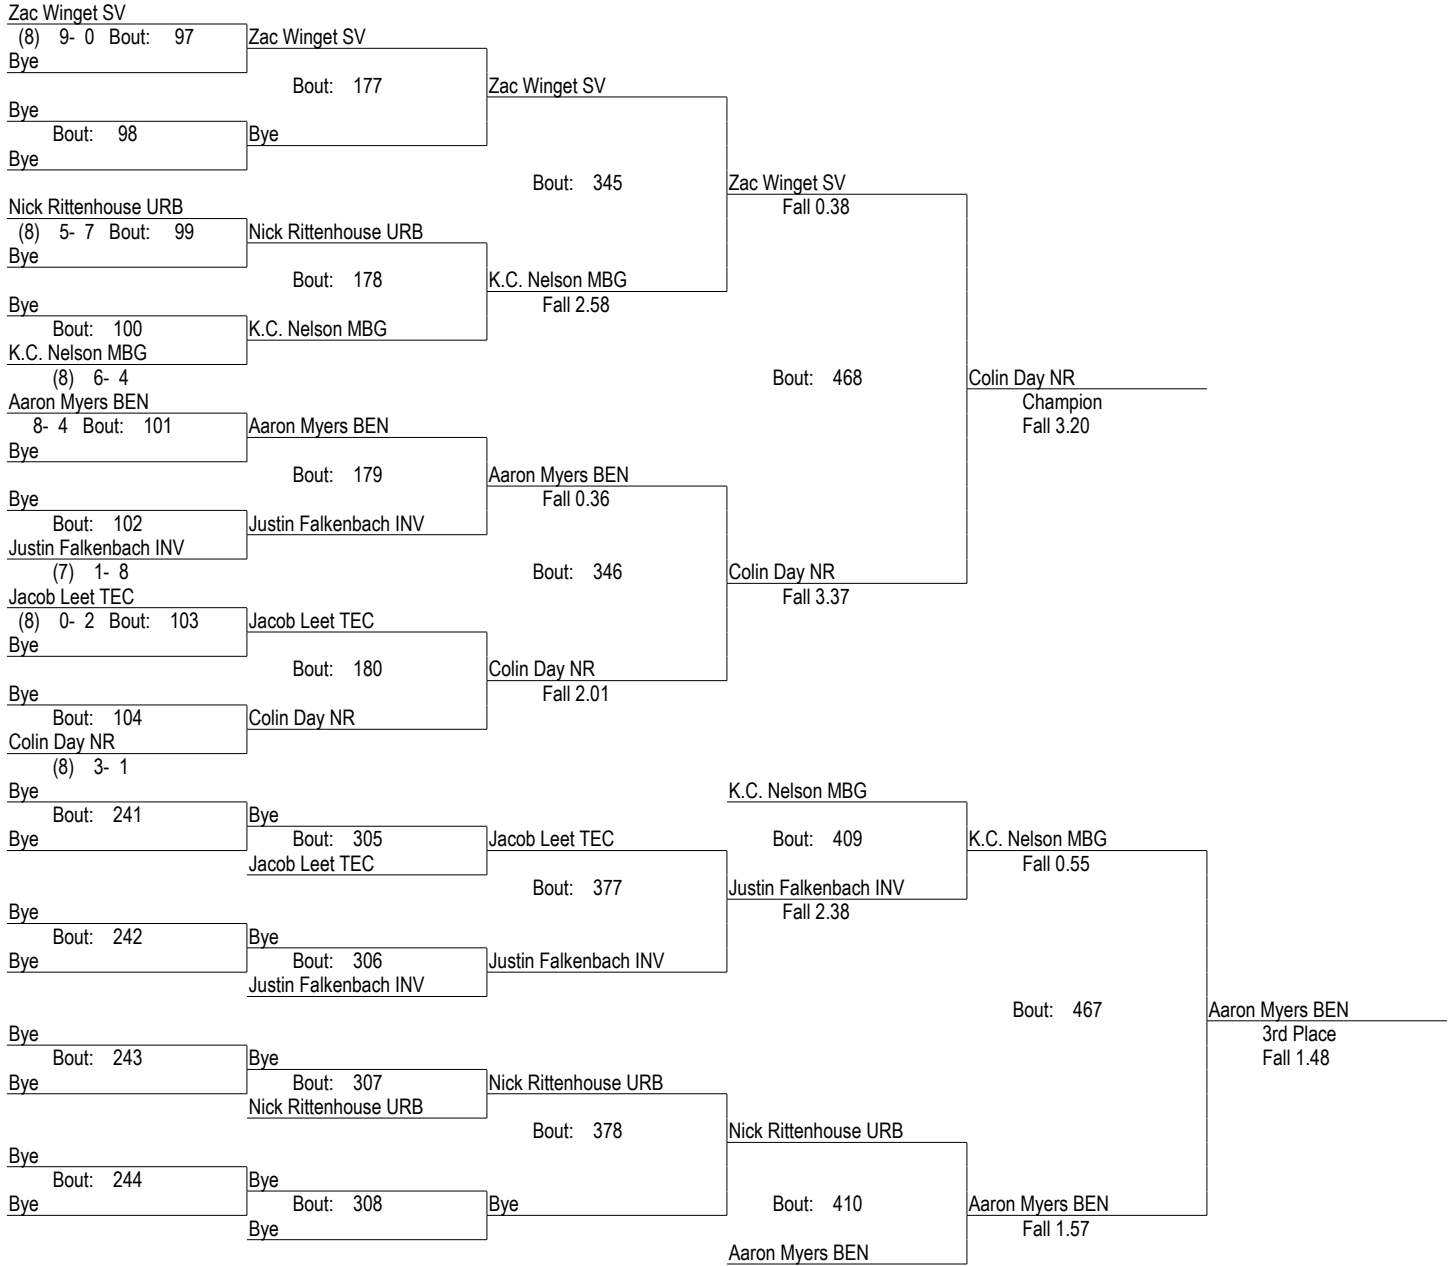 Zac Winget SV
(8) 9- 0 Bout: 97 Zac Winget SV
Bye
Bout: 177 Zac Winget SV
Bye
Bout: 98 Bye
Bye
Bout: 345 Zac Winget SV
Nick Rittenhouse URB Fall 0.38
(8) 5- 7 Bout: 99 Nick Rittenhouse URB
Bye
Bout: 178 K.C. Nelson MBG
Bye Fall 2.58
Bout: 100 K.C. Nelson MBG
K.C. Nelson MBG
(8) 6- 4 Bout: 468 Colin Day NR
Aaron Myers BEN Champion
8- 4 Bout: 101 Aaron Myers BEN Fall 3.20
Bye
Bout: 179 Aaron Myers BEN
Bye Fall 0.36
Bout: 102 Justin Falkenbach INV
Justin Falkenbach INV
(7) 1- 8 Bout: 346 Colin Day NR
Jacob Leet TEC Fall 3.37
(8) 0- 2 Bout: 103 Jacob Leet TEC
Bye
Bout: 180 Colin Day NR
Bye Fall 2.01
Bout: 104 Colin Day NR
Colin Day NR
(8) 3- 1
Bye K.C. Nelson MBG
Bout: 241 Bye
Bye Bout: 305 Jacob Leet TEC Bout: 409 K.C. Nelson MBG
Jacob Leet TEC Fall 0.55
Bout: 377 Justin Falkenbach INV
Bye Fall 2.38
Bout: 242 Bye
Bye Bout: 306 Justin Falkenbach INV
Justin Falkenbach INV
Bout: 467 Aaron Myers BEN
Bye 3rd Place
Bout: 243 Bye Fall 1.48
Bye Bout: 307 Nick Rittenhouse URB
Nick Rittenhouse URB
Bout: 378 Nick Rittenhouse URB
Bye
Bout: 244 Bye
Bye Bout: 308 Bye Bout: 410 Aaron Myers BEN
Bye Fall 1.57
Aaron Myers BEN